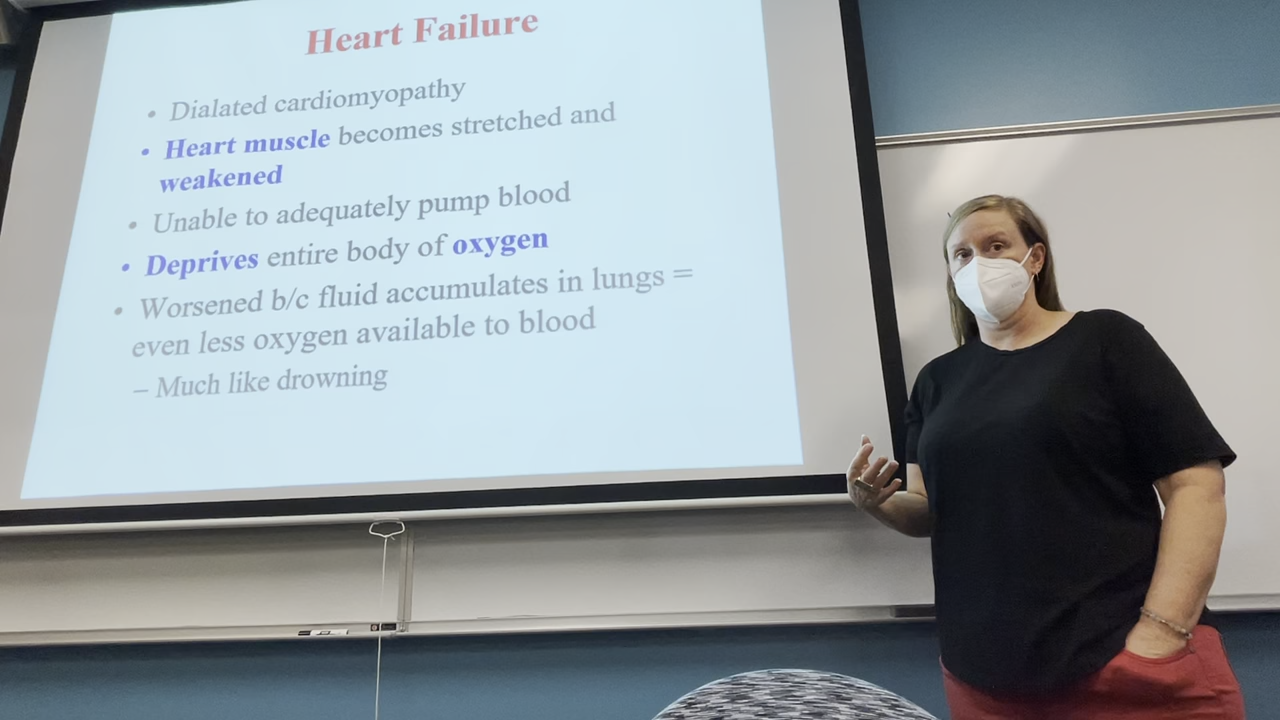 Heart Failure
• Dialated cardiomyopathy
• Heart muscle becomes stretched and
weakened
• Unable to adequately pump blood
• Deprives entire body of oxygen
• Worsened b/c fluid accumulates in lungs =
even less oxygen available to blood
– Much like drowning